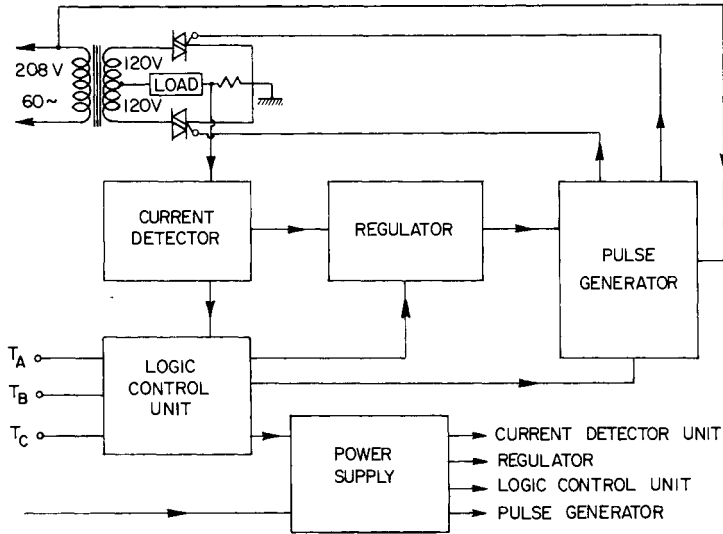 208 V
60~
120V
120V
LOAD
CURRENT
DETECTOR
REGULATOR
PULSE
GENERATOR
TA
TB
TC
LOGIC
CONTROL
UNIT
POWER
SUPPLY
CURRENT DETECTOR UNIT
REGULATOR
LOGIC CONTROL UNIT
PULSE GENERATOR